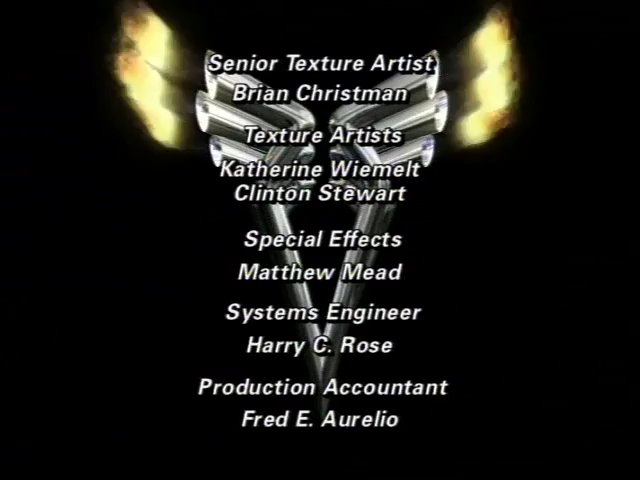 Senior Texture Artist
Brian Christman
Texture Artists
Katherine Wiemelt
Clinton Stewart
Special Effects
Matthew Mead
Systems Engineer
Harry C. Rose
Production Accountant
Fred E. Aurelio